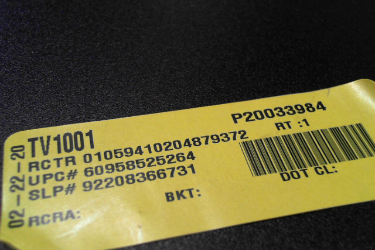 02-22-20
TV1001
P20033984
RCTR 01059410204879372
RT :1
UPC# 60958525264
SLP# 92208366731
BKT:
DOT CL:
RCRA: